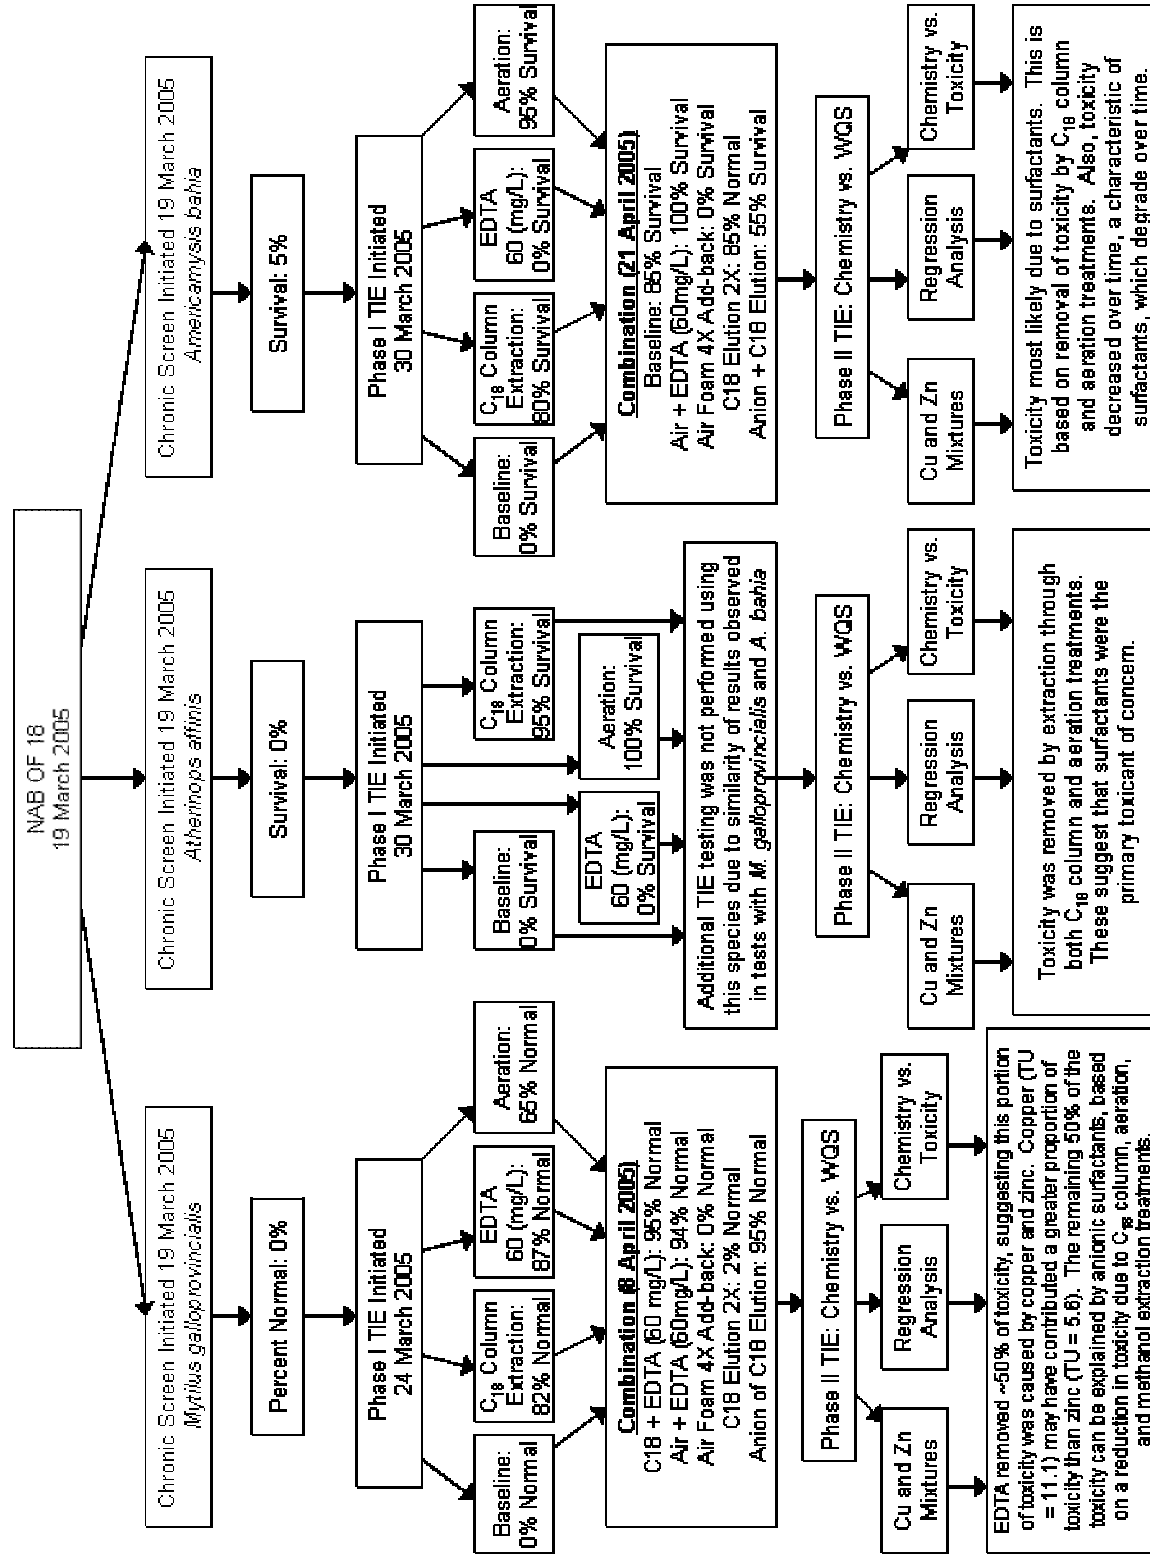 NAB OF 18
19 March 2005
Chronic Screen Initiated 19 March 2005
Mytilus galloprovincialis
Percent Normal: 0%
Phase I TIE Initiated
24 March 2005
Baseline:
0% Normal
C18 Column
Extraction:
82% Normal
EDTA
60 (mg/L):
87% Normal
Aeration:
65% Normal
Combination (8 April 2005)
C18 + EDTA (60 mg/L): 95% Normal
Air + EDTA (60mg/L): 94% Normal
Air Foam 4X Add-back: 0% Normal
C18 Elution 2X: 2% Normal
Anion of C18 Elution: 95% Normal
Phase II TIE: Chemistry vs. WQS
Cu and Zn
Mixtures
Regression
Analysis
Chemistry vs.
Toxicity
EDTA removed ~50% of toxicity, suggesting this portion
of toxicity was caused by copper and zinc. Copper (TU
= 11.1) may have contributed a greater proportion of
toxicity than zinc (TU = 5.6). The remaining 50% of the
toxicity can be explained by anionic surfactants, based
on a reduction in toxicity due to C18 column, aeration,
and methanol extraction treatments.
Chronic Screen Initiated 19 March 2005
Atherinops affinis
Survival: 0%
Phase I TIE Initiated
30 March 2005
Baseline:
0% Survival
EDTA
60 (mg/L):
0% Survival
Aeration:
100% Survival
C18 Column
Extraction:
95% Survival
Additional TIE testing was not performed using
this species due to similarity of results observed
in tests with M. galloprovincialis and A. bahia
Phase II TIE: Chemistry vs. WQS
Cu and Zn
Mixtures
Regression
Analysis
Chemistry vs.
Toxicity
Toxicity was removed by extraction through
both C18 column and aeration treatments.
These suggest that surfactants were the
primary toxicant of concern.
Chronic Screen Initiated 19 March 2005
Americamysis bahia
Survival: 5%
Phase I TIE Initiated
30 March 2005
Baseline:
0% Survival
C18 Column
Extraction:
80% Survival
EDTA
60 (mg/L):
0% Survival
Aeration:
95% Survival
Combination (21 April 2005)
Baseline: 85% Survival
Air + EDTA (60mg/L): 100% Survival
Air Foam 4X Add-back: 0% Survival
C18 Elution 2X: 85% Normal
Anion + C18 Elution: 55% Survival
Phase II TIE: Chemistry vs. WQS
Cu and Zn
Mixtures
Regression
Analysis
Chemistry vs.
Toxicity
Toxicity most likely due to surfactants. This is
based on removal of toxicity by C18 column
and aeration treatments. Also, toxicity
decreased over time, a characteristic of
surfactants, which degrade over time.